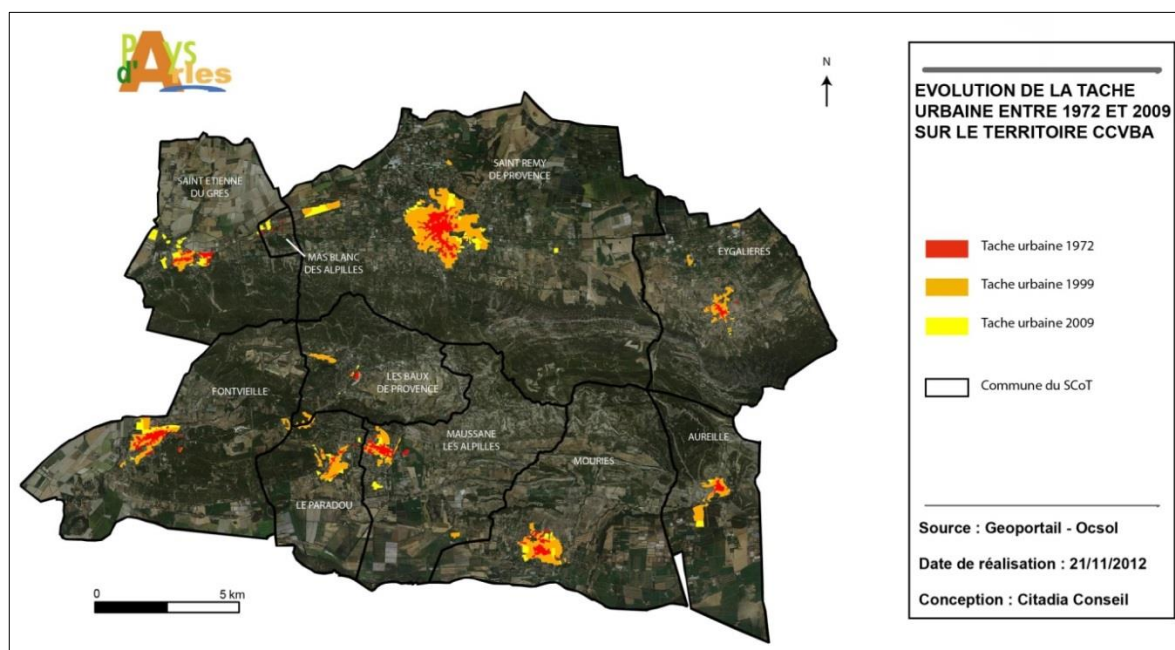 Pays
d'Arles
N
EVOLUTION DE LA TACHE
URBAINE ENTRE 1972 ET 2009
SUR LE TERRITOIRE CCVBA
SAINT REMY
DE PROVENCE
SAINT ETIENNE
DU GRES
MAS BLANC
DES ALPILLES
EYGALIERES
Tache urbaine 1972
Tache urbaine 1999
Tache urbaine 2009
Commune du SCoT
FONTVIEILLE
LES BAUX
DE PROVENCE
MAUSSANE
LES ALPILLES
AUREILLE
MOURIES
LE PARADOU
Source : Geoportail - Ocsol
Date de réalisation : 21/11/2012
Conception : Citadia Conseil
0 5 km